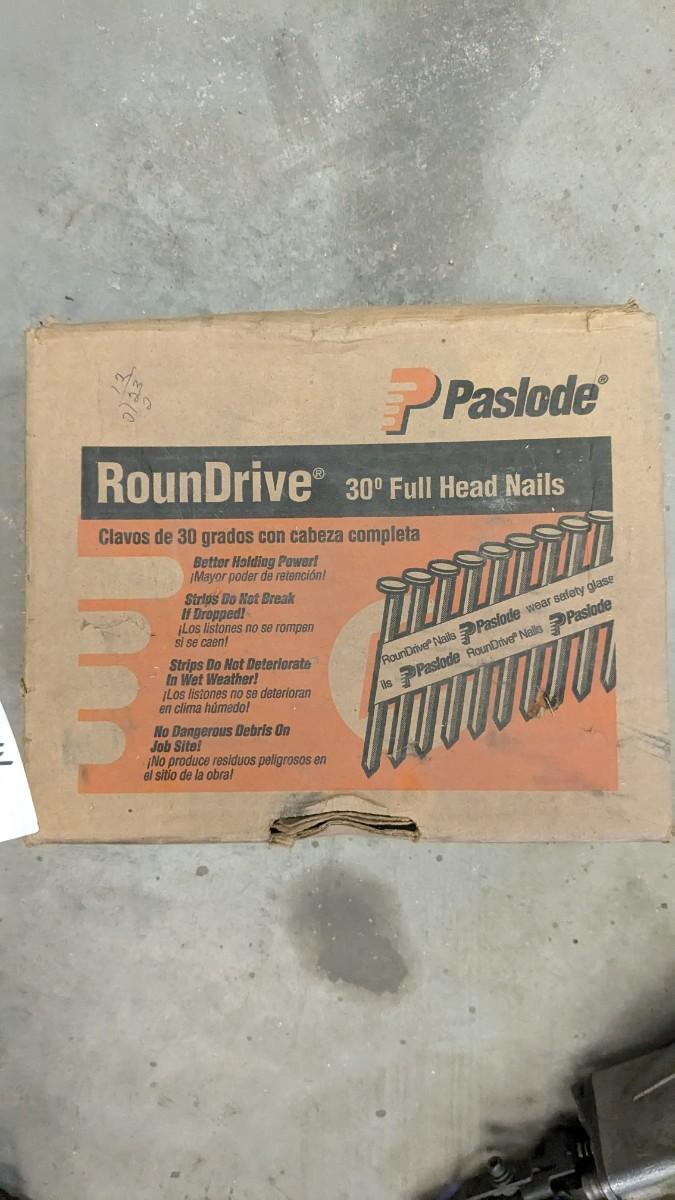 Paslode®
RounDrive® 30º Full Head Nails
Clavos de 30 grados con cabeza completa
Better Holding Power!
¡Mayor poder de retención!
Strips Do Not Break
If Dropped!
¡Los listones no se rompen
si se caen!
Strips Do Not Deteriorate
In Wet Weather!
¡Los listones no se deterioran
en clima húmedo!
No Dangerous Debris On
Job Site!
¡No produce residuos peligrosos en
el sitio de la obra!
RounDrive® Nails Paslode wear safety glass
ils Paslode RounDrive® Nails Paslode
E